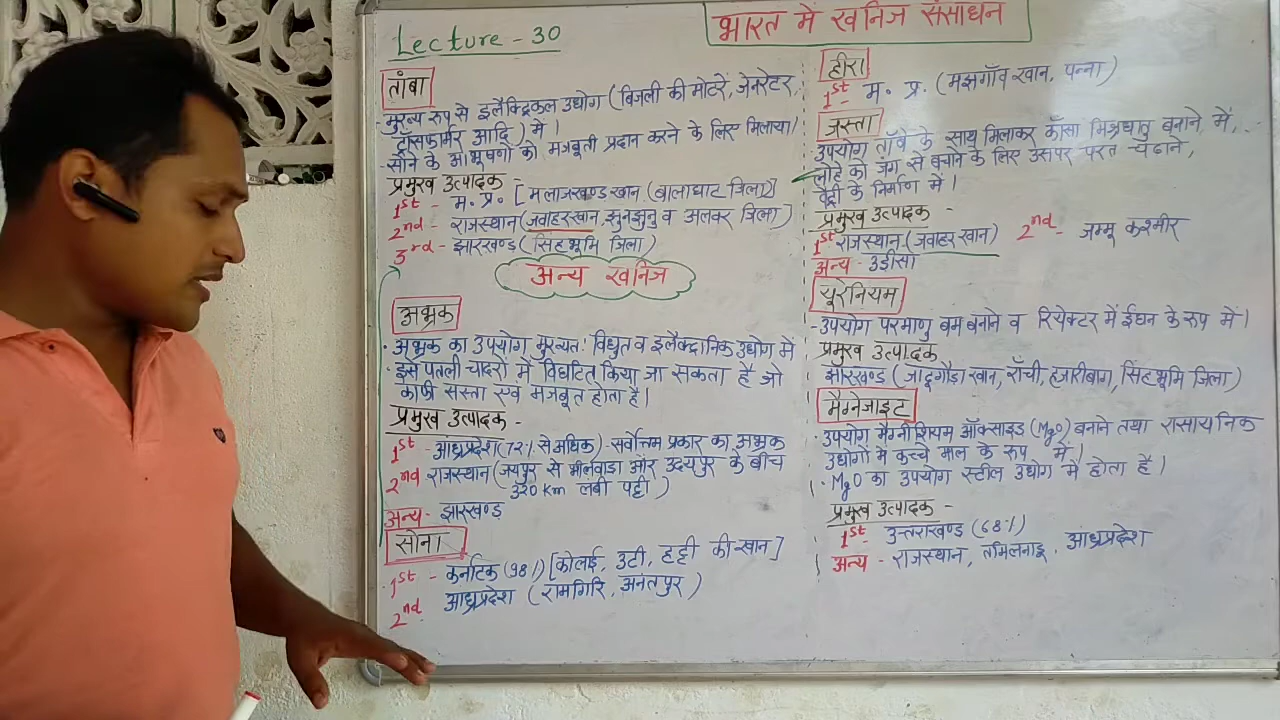 Lecture - 30
भारत में खनिज संसाधन
तांबा
मुख्य रूप से इलैक्ट्रिकल उधोग (बिजली की मोटरें, जेनरेटर,
ट्रॉसफार्मर आदि) में।
सोने के आभूषणों को मजबूती प्रदान करने के लिए मिलाया।
प्रमुख उत्पादक -
1st - म. प्र. [मलाजखण्ड खान (बालाघाट जिला)]
2nd - राजस्थान (जवाहरखान, झुनझुनु व अलवर जिला)
3rd - झारखण्ड (सिंहभूमि जिला)
अन्य खनिज
अभ्रक
· अभ्रक का उपयोग मुख्यतः विधुत व इलैक्ट्रानिक उधोग में
· इसे पतली चादरों में विघटित किया जा सकता है जो
काफी सस्ता एवं मजबूत होता है।
प्रमुख उत्पादक -
1st - आंध्रप्रदेश (72% से अधिक) - सर्वोत्तम प्रकार का अभ्रक
2nd राजस्थान (जयपुर से भीलवाडा और उदयपुर के बीच
320 Km लंबी पट्टी)
अन्य - झारखण्ड
सोना
1st - कर्नाटक (98%) [कोलार, उटी, हट्टी की खान]
2nd आंध्रप्रदेश (रामगिरि, अनंतपुर)
हीरा
1st - म. प्र. (मझगाँव खान, पन्ना)
जस्ता
उपयोग ताँबे के साथ मिलाकर काँसा मिश्रधातु बनाने में,
लोहे को जंग से बचाने के लिए उसपर परत चढाने,
बैट्री के निर्माण में।
प्रमुख उत्पादक -
1st राजस्थान (जवाहर खान) 2nd - जम्मू कश्मीर
अन्य - उड़ीसा
यूरेनियम
- उपयोग परमाणु बम बनाने व रियेक्टर में ईंधन के रूप में।
प्रमुख उत्पादक
झारखण्ड (जादूगौड़ा खान, राँची, हजारीबाग, सिंहभूमि जिला)
मैग्नेजाइट
· उपयोग मैग्नीशियम ऑक्साइड (MgO) बनाने तथा रासायनिक
उधोगो में कच्चे माल के रूप में।
· MgO का उपयोग स्टील उधोग में होता है।
प्रमुख उत्पादक -
1st - उत्तराखण्ड (68%)
अन्य - राजस्थान, तमिलनाडू, आंध्रप्रदेश